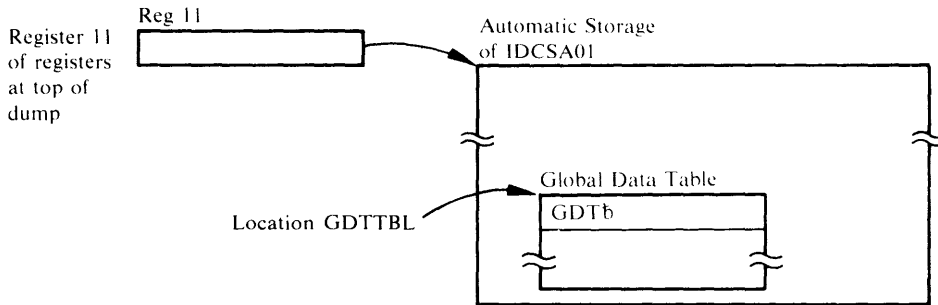 Reg 11
Register 11
of registers
at top of
dump
Automatic Storage
of IDCSA01
Global Data Table
GDTƀ
Location GDTTBL